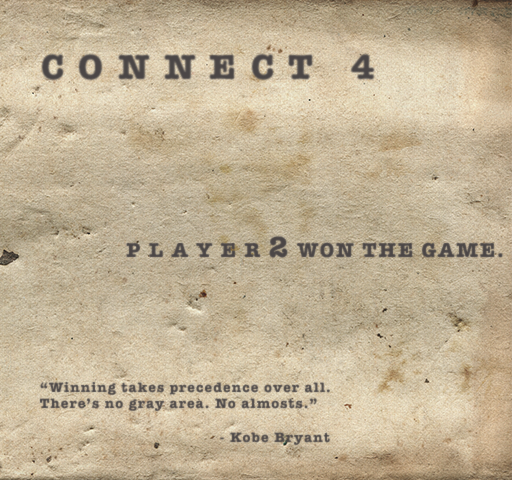 CONNECT 4
PLAYER 2 WON THE GAME.
“Winning takes precedence over all.
There's no gray area. No almosts.”
Kobe Bryant